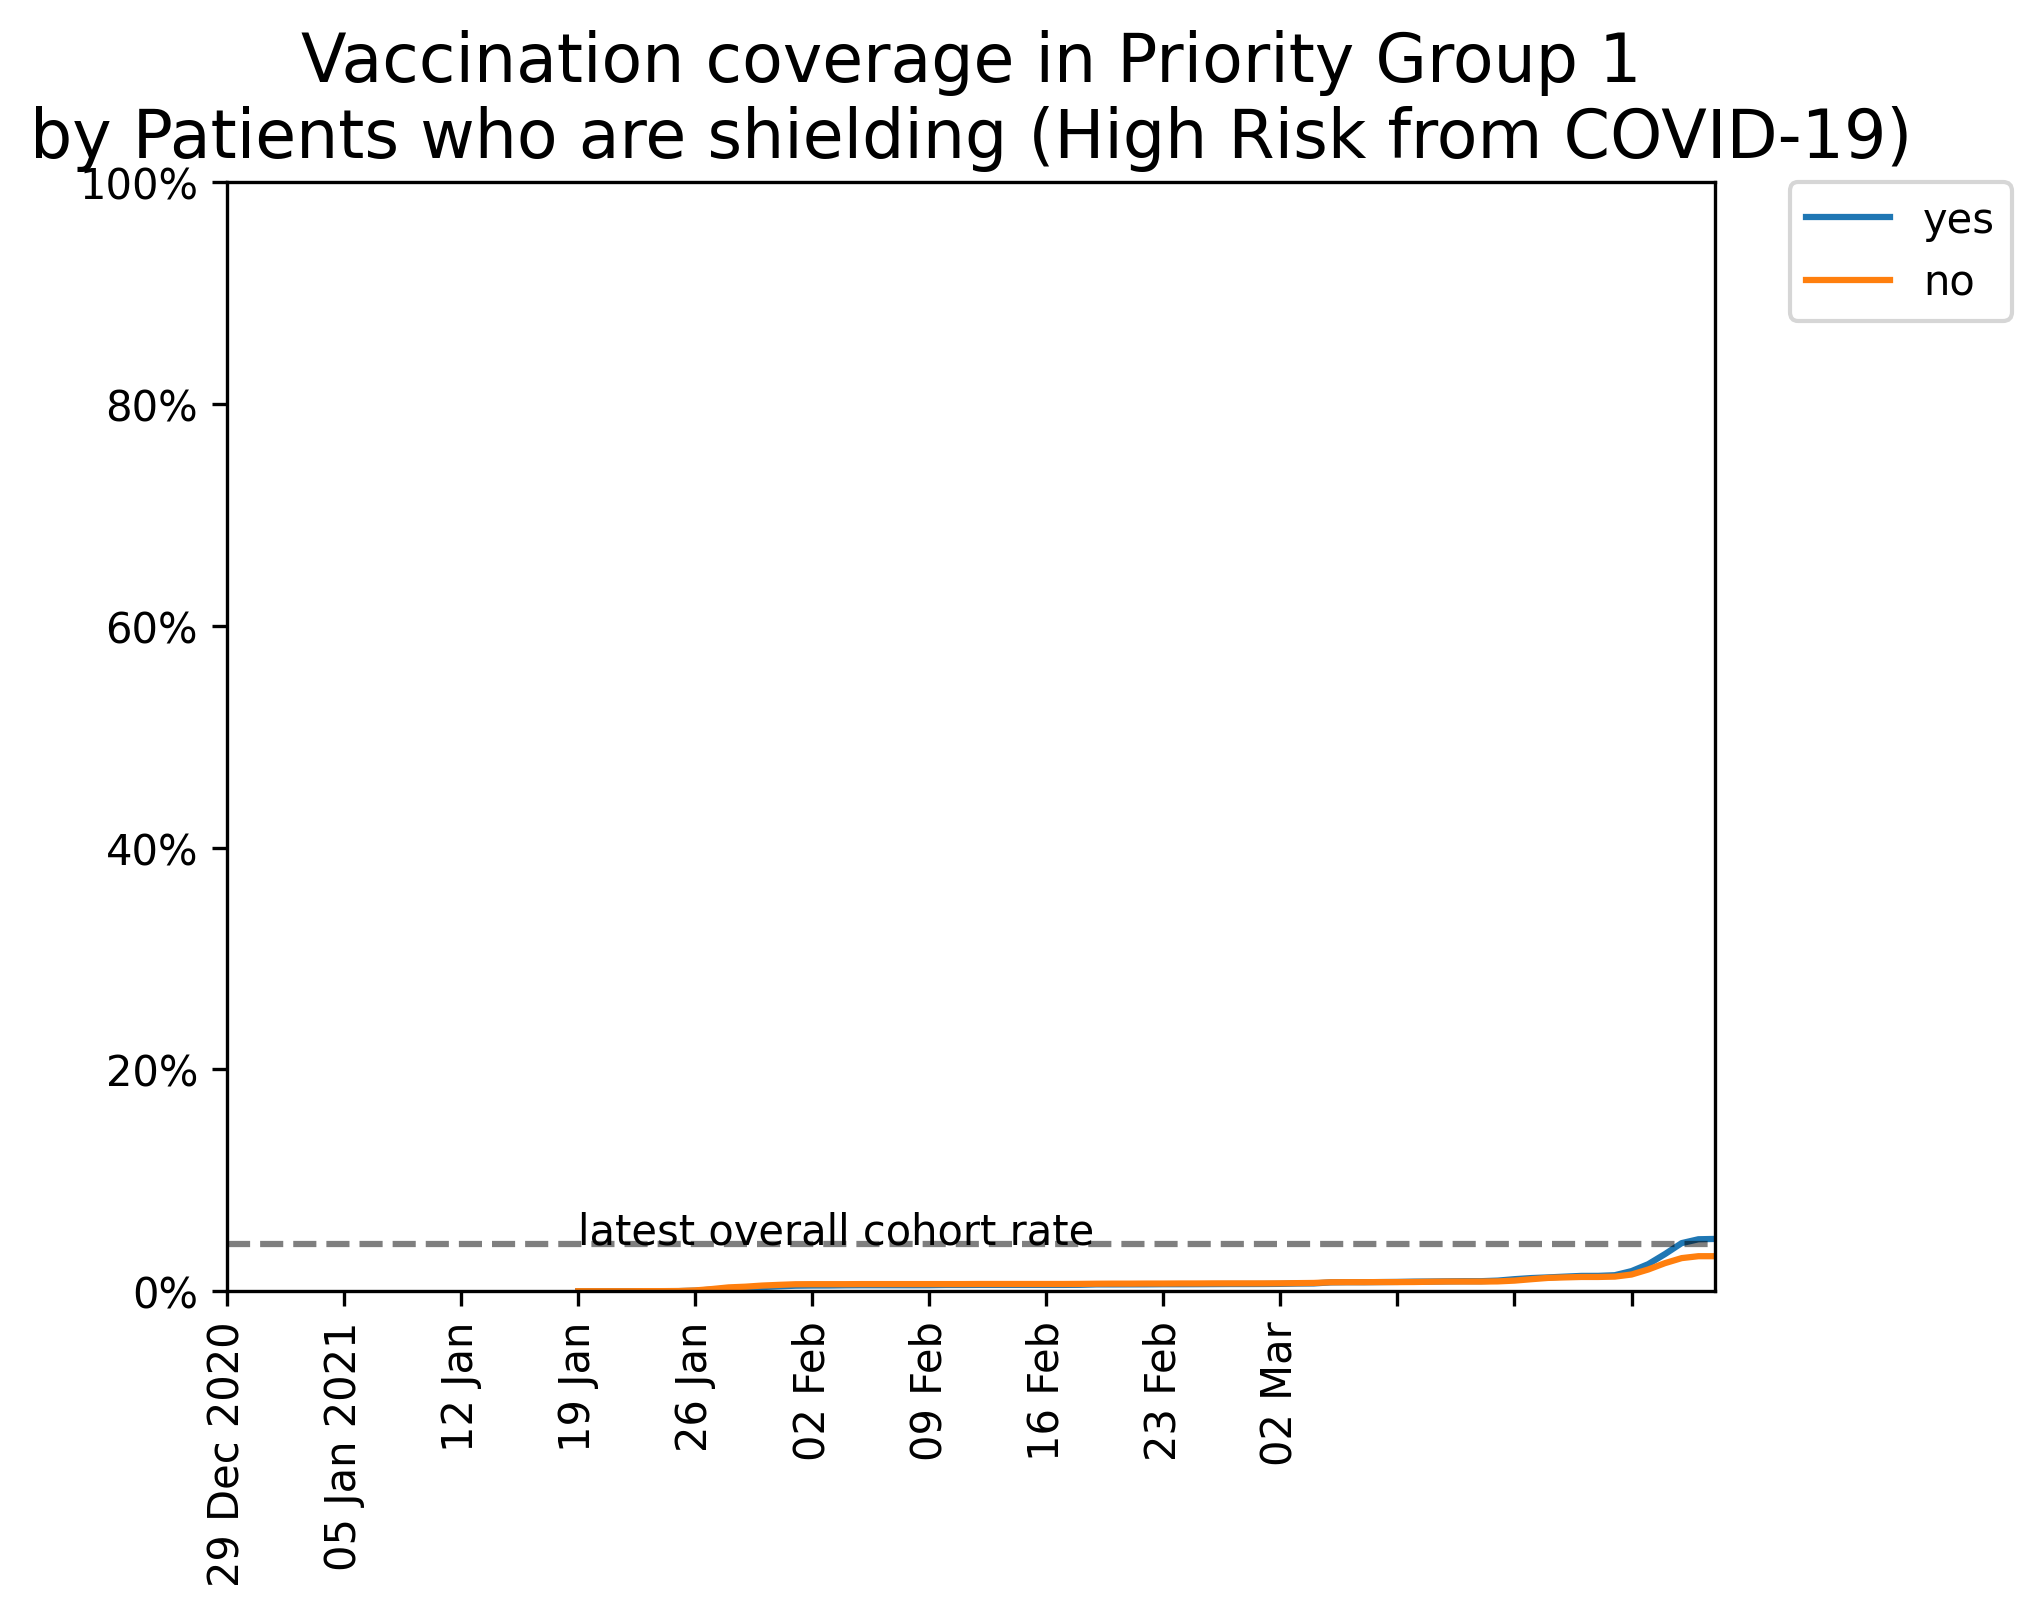 Vaccination coverage in Priority Group 1
by Patients who are shielding (High Risk from COVID-19)
100%
80%
60%
40%
20%
0%
yes
no
latest overall cohort rate
29 Dec 2020
05 Jan 2021
12 Jan
19 Jan
26 Jan
02 Feb
09 Feb
16 Feb
23 Feb
02 Mar